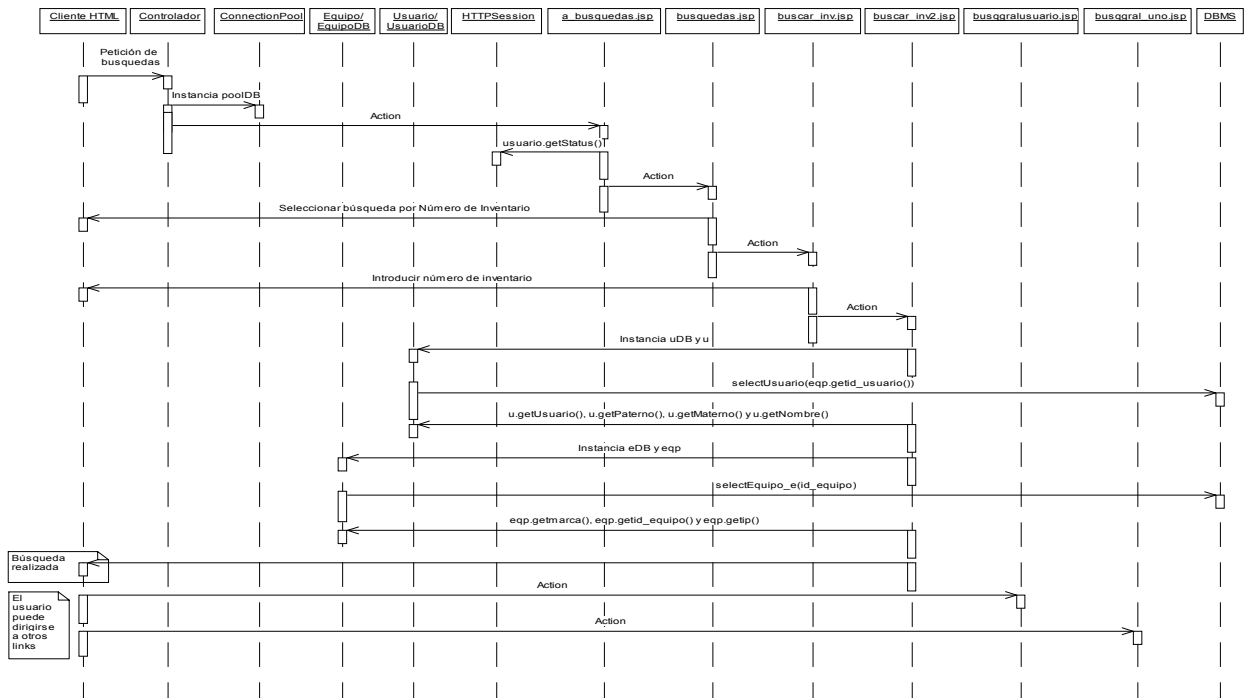 Cliente HTML
Controlador
ConnectionPool
Equipo/
EquipoDB
Usuario/
UsuarioDB
HTTPSession
a_busquedas.jsp
busquedas.jsp
buscar_inv.jsp
buscar_inv2.jsp
busqgralusuario.jsp
busqgral_uno.jsp
DBMS
Petición de
busquedas
Instancia poolDB
Action
usuario.getStatus()
Action
Seleccionar búsqueda por Número de Inventario
Action
Introducir número de inventario
Action
Instancia uDB y u
selectUsuario(eqp.getid_usuario())
u.getUsuario(), u.getPaterno(), u.getMaterno() y u.getNombre()
Instancia eDB y eqp
selectEquipo_e(id_equipo)
eqp.getmarca(), eqp.getid_equipo() y eqp.getip()
Búsqueda
realizada
Action
El
usuario
puede
dirigirse
a otros
links
Action